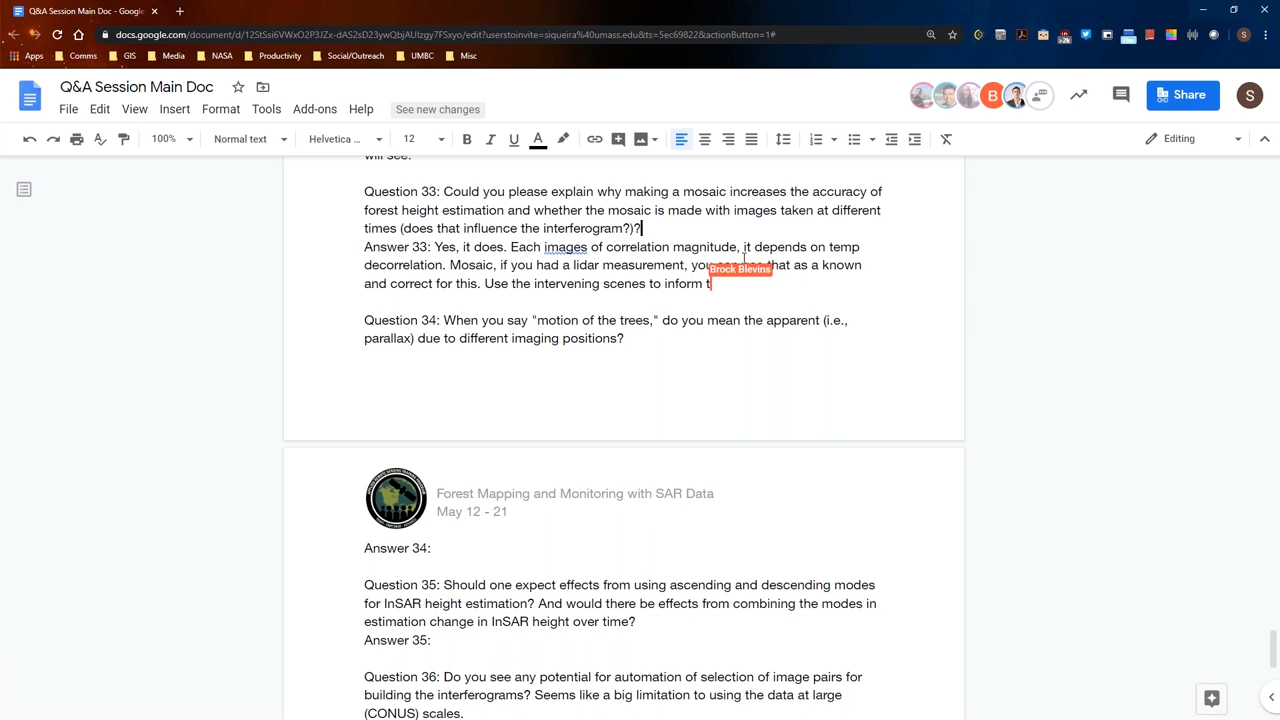 Q&A Session Main Doc - Google
docs.google.com/document/d/12StSsi6VWxO2P3JZx-dAS2sD23ywQbjAUIzgy7FSxyo/edit?userstoinvite=siqueira%40umass.edu&ts=5ec69822&actionButton=1#
S
Apps Comms GIS Media NASA Productivity Social/Outreach UMBC Misc
Q&A Session Main Doc
B
Share
S
File Edit View Insert Format Tools Add-ons Help See new changes
100% Normal text Helvetica ... 12 B I U A Editing
will see.
Question 33: Could you please explain why making a mosaic increases the accuracy of
forest height estimation and whether the mosaic is made with images taken at different
times (does that influence the interferogram?)?
Answer 33: Yes, it does. Each images of correlation magnitude, it depends on temp
decorrelation. Mosaic, if you had a lidar measurement, you that as a known
Brock Blevins
and correct for this. Use the intervening scenes to inform t
Question 34: When you say "motion of the trees," do you mean the apparent (i.e.,
parallax) due to different imaging positions?
Forest Mapping and Monitoring with SAR Data
May 12 - 21
Answer 34:
Question 35: Should one expect effects from using ascending and descending modes
for InSAR height estimation? And would there be effects from combining the modes in
estimation change in InSAR height over time?
Answer 35:
Question 36: Do you see any potential for automation of selection of image pairs for
building the interferograms? Seems like a big limitation to using the data at large
(CONUS) scales.